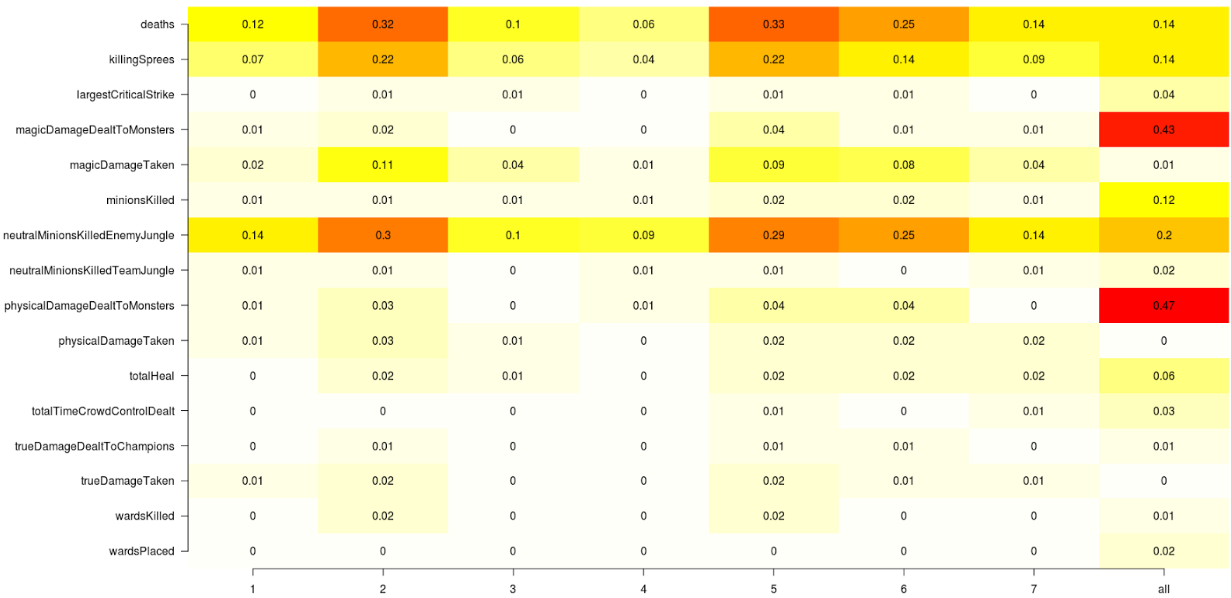 deaths 0.12 0.32 0.1 0.06 0.33 0.25 0.14 0.14
killingSprees 0.07 0.22 0.06 0.04 0.22 0.14 0.09 0.14
largestCriticalStrike 0 0.01 0.01 0 0.01 0.01 0 0.04
magicDamageDealtToMonsters 0.01 0.02 0 0 0.04 0.01 0.01 0.43
magicDamageTaken 0.02 0.11 0.04 0.01 0.09 0.08 0.04 0.01
minionsKilled 0.01 0.01 0.01 0.01 0.02 0.02 0.01 0.12
neutralMinionsKilledEnemyJungle 0.14 0.3 0.1 0.09 0.29 0.25 0.14 0.2
neutralMinionsKilledTeamJungle 0.01 0.01 0 0.01 0.01 0 0.01 0.02
physicalDamageDealtToMonsters 0.01 0.03 0 0.01 0.04 0.04 0 0.47
physicalDamageTaken 0.01 0.03 0.01 0 0.02 0.02 0.02 0
totalHeal 0 0.02 0.01 0 0.02 0.02 0.02 0.06
totalTimeCrowdControlDealt 0 0 0 0 0.01 0 0.01 0.03
trueDamageDealtToChampions 0 0.01 0 0 0.01 0.01 0 0.01
trueDamageTaken 0.01 0.02 0 0 0.02 0.01 0.01 0
wardsKilled 0 0.02 0 0 0.02 0 0 0.01
wardsPlaced 0 0 0 0 0 0 0 0.02
1 2 3 4 5 6 7 all